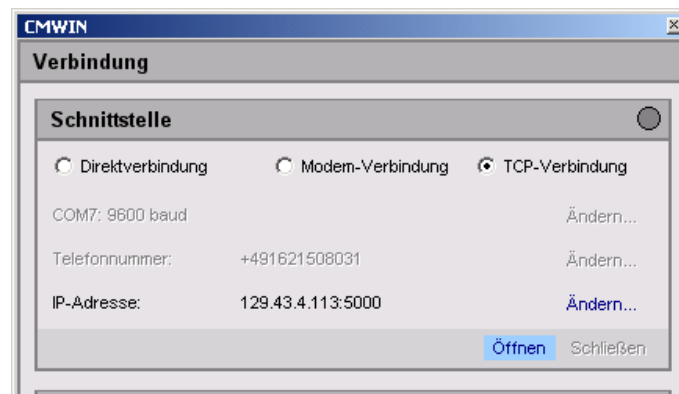 CMWIN
Verbindung
Schnittstelle
Direktverbindung Modem-Verbindung TCP-Verbindung
COM7: 9600 baud Ändern...
Telefonnummer: +491621508031 Ändern...
IP-Adresse: 129.43.4.113:5000 Ändern...
Öffnen Schließen